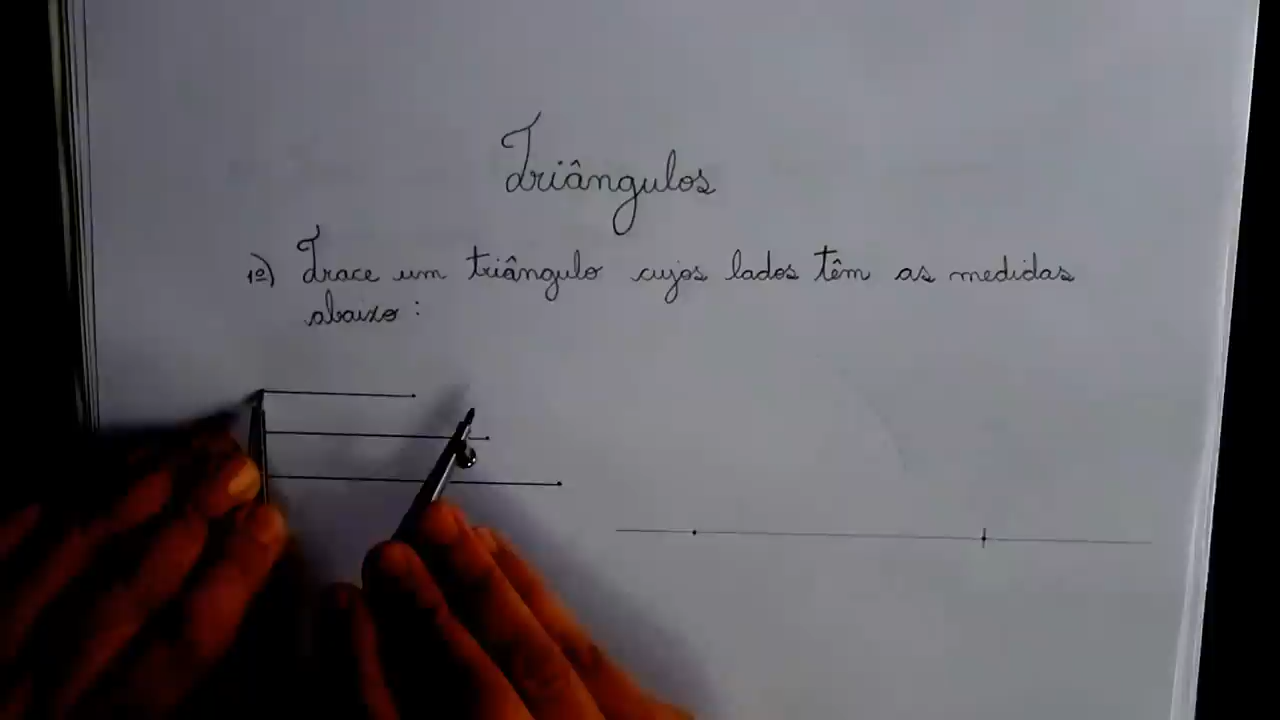 Triângulos
1º) Trace um triângulo cujos lados têm as medidas
abaixo: